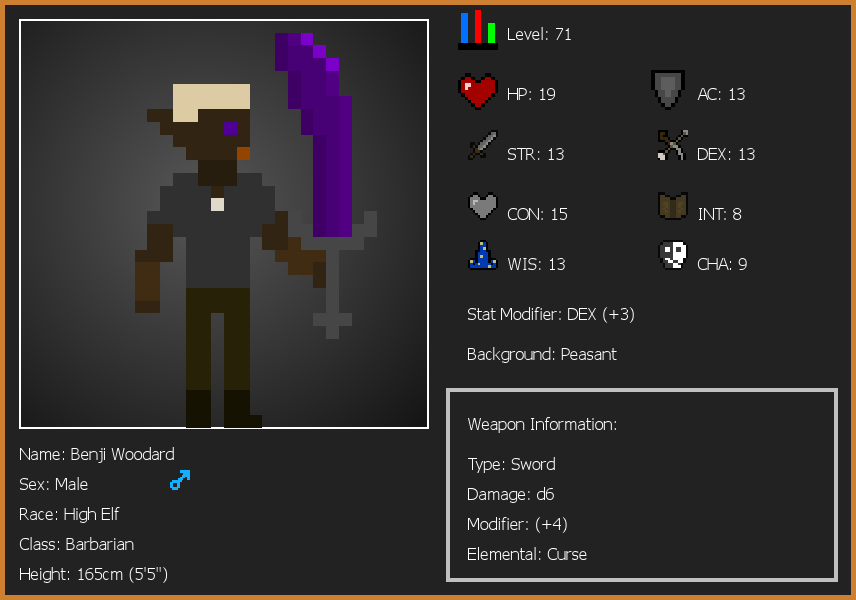 Level: 71
HP: 19
AC: 13
STR: 13
DEX: 13
CON: 15
INT: 8
WIS: 13
CHA: 9
Stat Modifier: DEX (+3)
Background: Peasant
Weapon Information:
Type: Sword
Damage: d6
Modifier: (+4)
Elemental: Curse
Name: Benji Woodard
Sex: Male
Race: High Elf
Class: Barbarian
Height: 165cm (5'5")